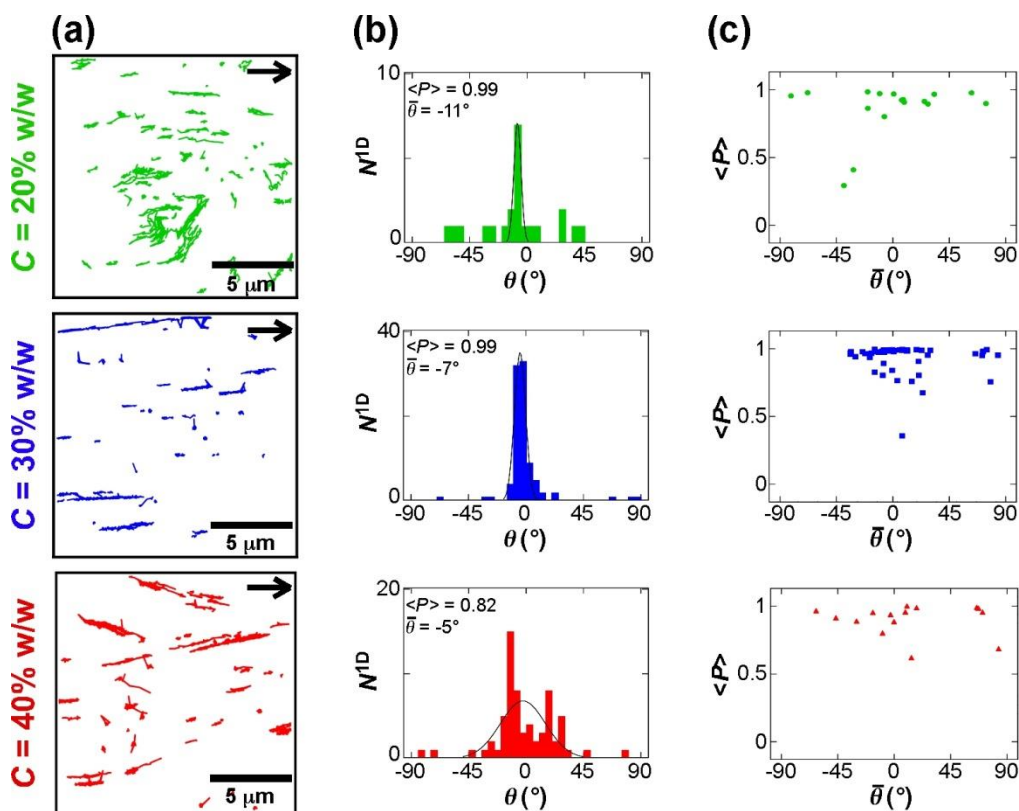 (a)
(b)
(c)
C = 20% w/w
5 μm
10
0
N1D
<P> = 0.99
θ̄ = -11°
-90 -45 0 45 90
θ (°)
1
0.5
0
<P>
-90 -45 0 45 90
θ̄ (°)
C = 30% w/w
5 μm
40
0
N1D
<P> = 0.99
θ̄ = -7°
-90 -45 0 45 90
θ (°)
1
0.5
0
<P>
-90 -45 0 45 90
θ̄ (°)
C = 40% w/w
5 μm
20
0
N1D
<P> = 0.82
θ̄ = -5°
-90 -45 0 45 90
θ (°)
1
0.5
0
<P>
-90 -45 0 45 90
θ̄ (°)